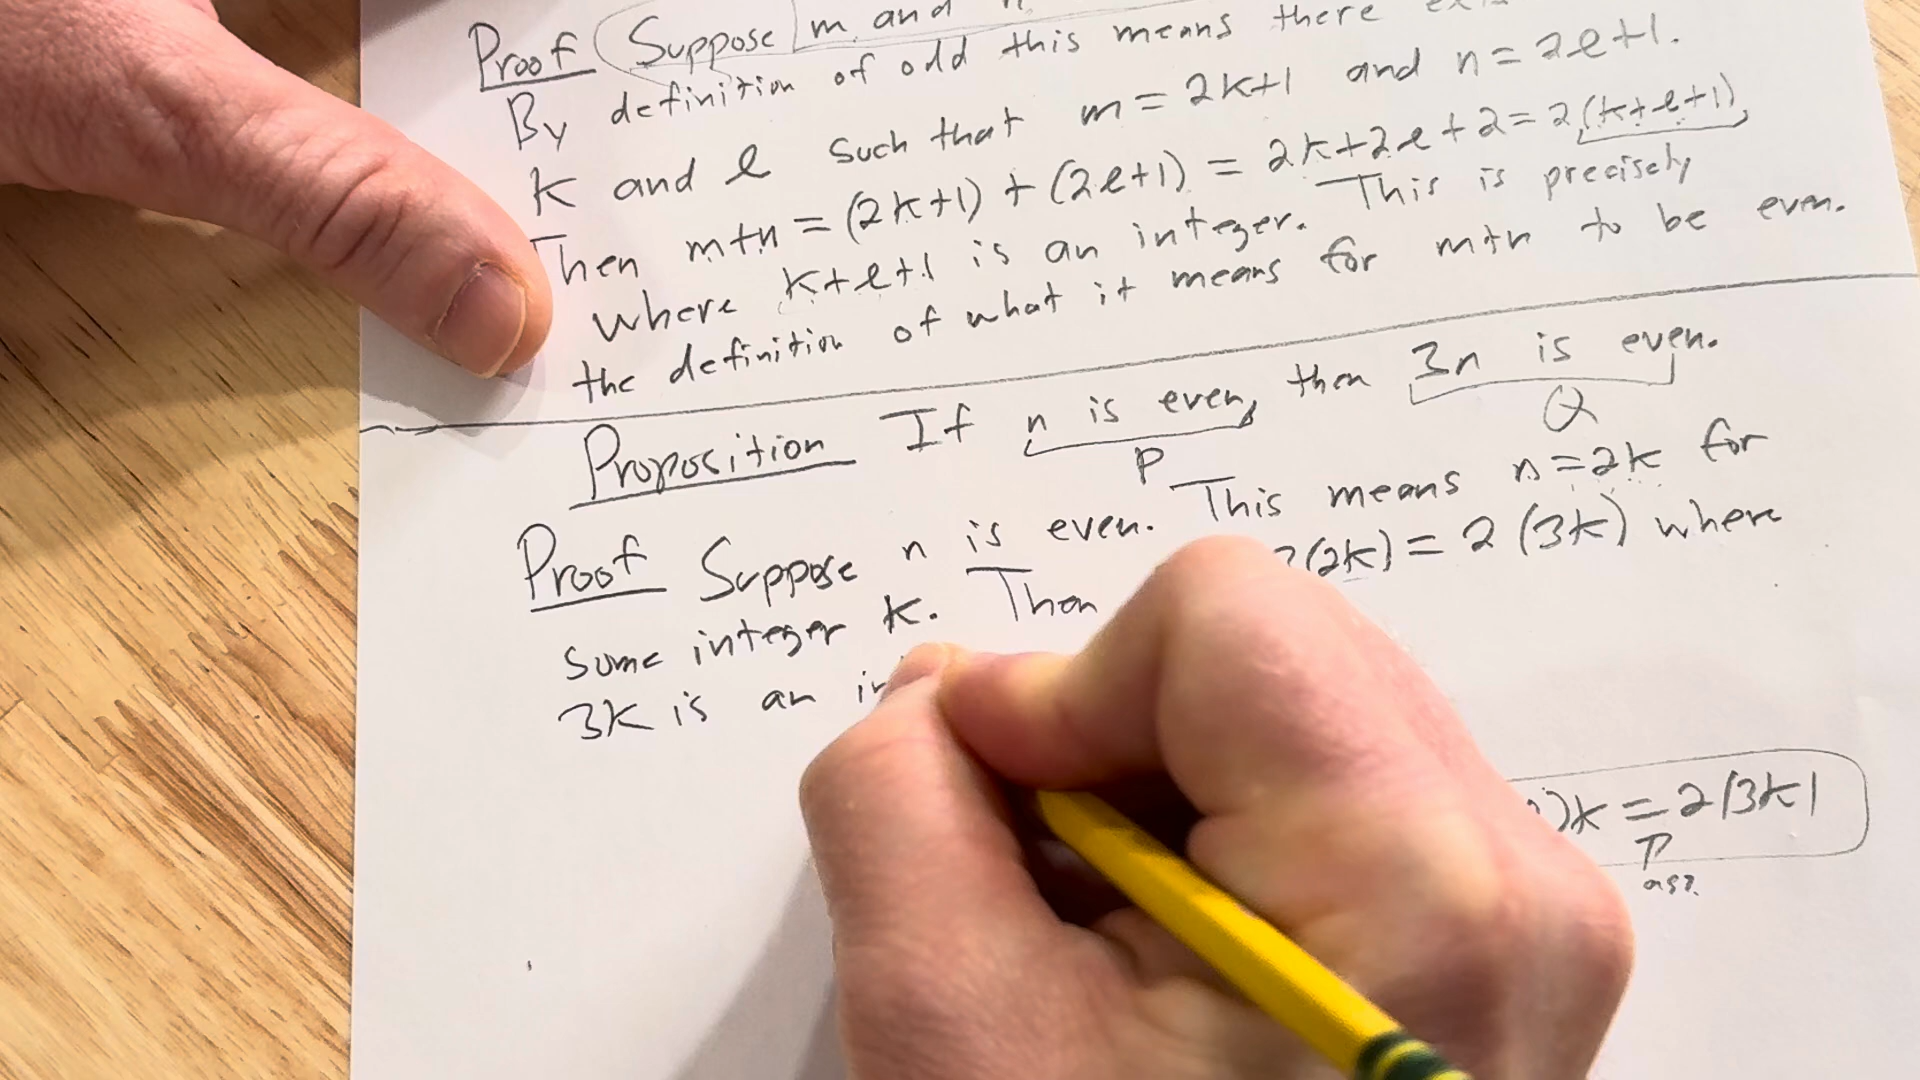 Proof Suppose m and n
By definition of odd this means there
k and l such that m = 2k+1 and n = 2l+1.
Then m+n = (2k+1) + (2l+1) = 2k+2l+2 = 2(k+l+1),
where k+l+1 is an integer. This is precisely
the definition of what it means for m+n to be even.
Proposition If n is even, then 3n is even.
P Q
Proof Suppose n is even. This means n=2k for
some integer k. Then (2k) = 2(3k) where
3k is an
)k = 2(3k)